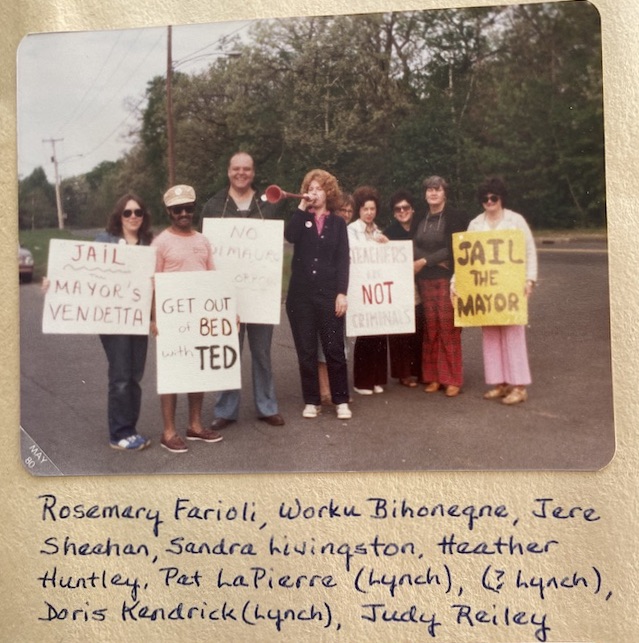 JAIL
MAYOR'S
VENDETTA
GET OUT
of BED
with TED
NO
TEACHERS
NOT
CRIMINALS
JAIL
THE
MAYOR
MAY
80
Rosemary Farioli, Worku Bihonegne, Jere
Sheehan, Sandra Livingston, Heather
Huntley, Pat LaPierre (Lynch), (? Lynch),
Doris Kendrick (Lynch), Judy Reiley